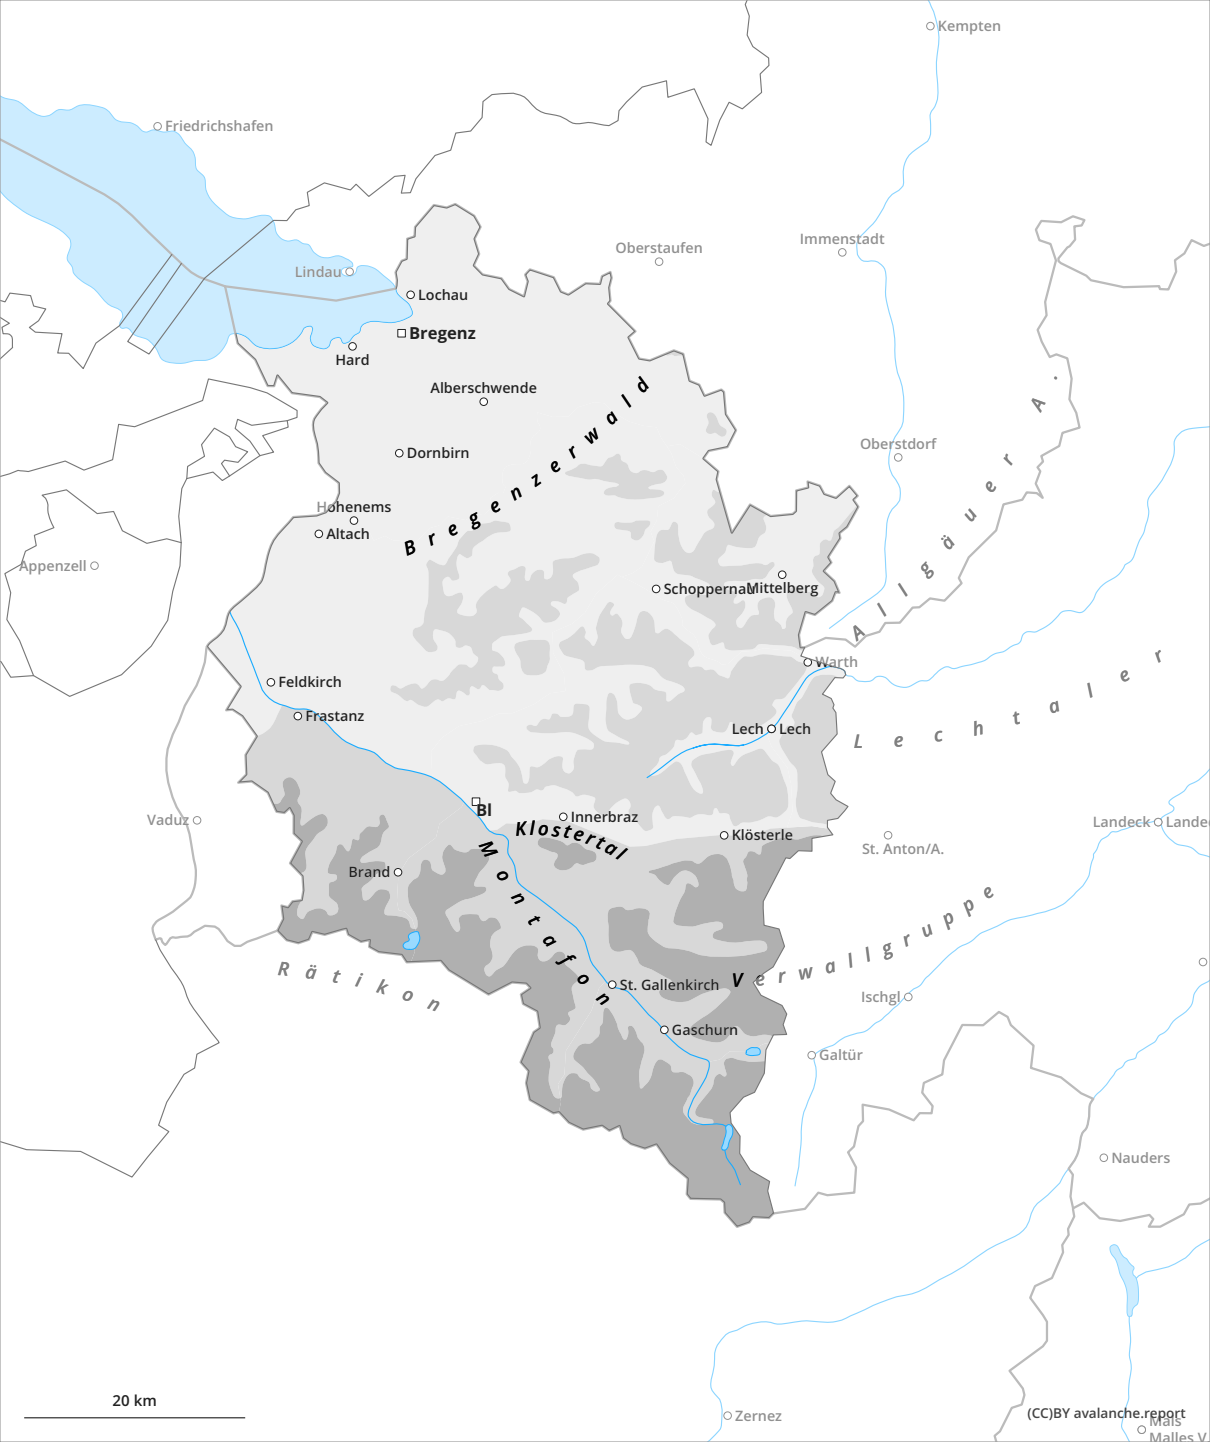 Kempten
Friedrichshafen
Immenstadt
Oberstaufen
Lindau
Lochau
Bregenz
Hard
Alberschwende
Bregenzerwald
Allgäuer A.
Oberstdorf
Dornbirn
Hohenems
Altach
Appenzell
Schoppernau
Mittelberg
Warth
Feldkirch
Frastanz
Lechtaler
Lech
Lech
Vaduz
Bl
Innerbraz
Klostertal
Klösterle
Landeck
Montafon
St. Anton/A.
Brand
Verwallgruppe
Rätikon
St. Gallenkirch
Ischgl
Gaschurn
Galtür
Nauders
20 km
(CC)BY avalanche.report
Zernez
Mals
Malles V